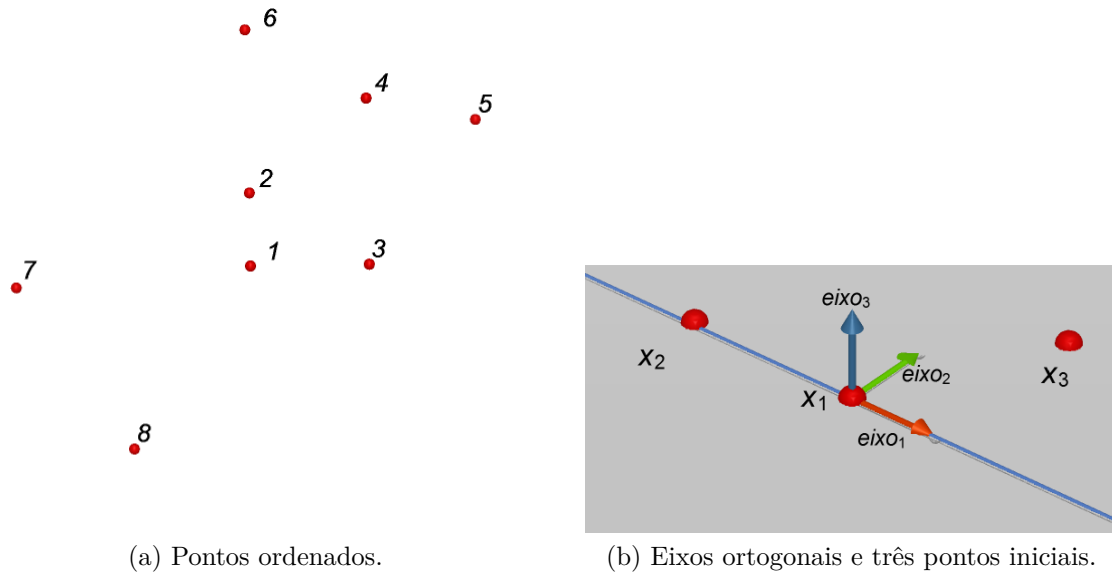 6
4
5
2
1
3
7
8
eixo₃
x₂
eixo₂
x₃
x₁
eixo₁
(a) Pontos ordenados.
(b) Eixos ortogonais e três pontos iniciais.